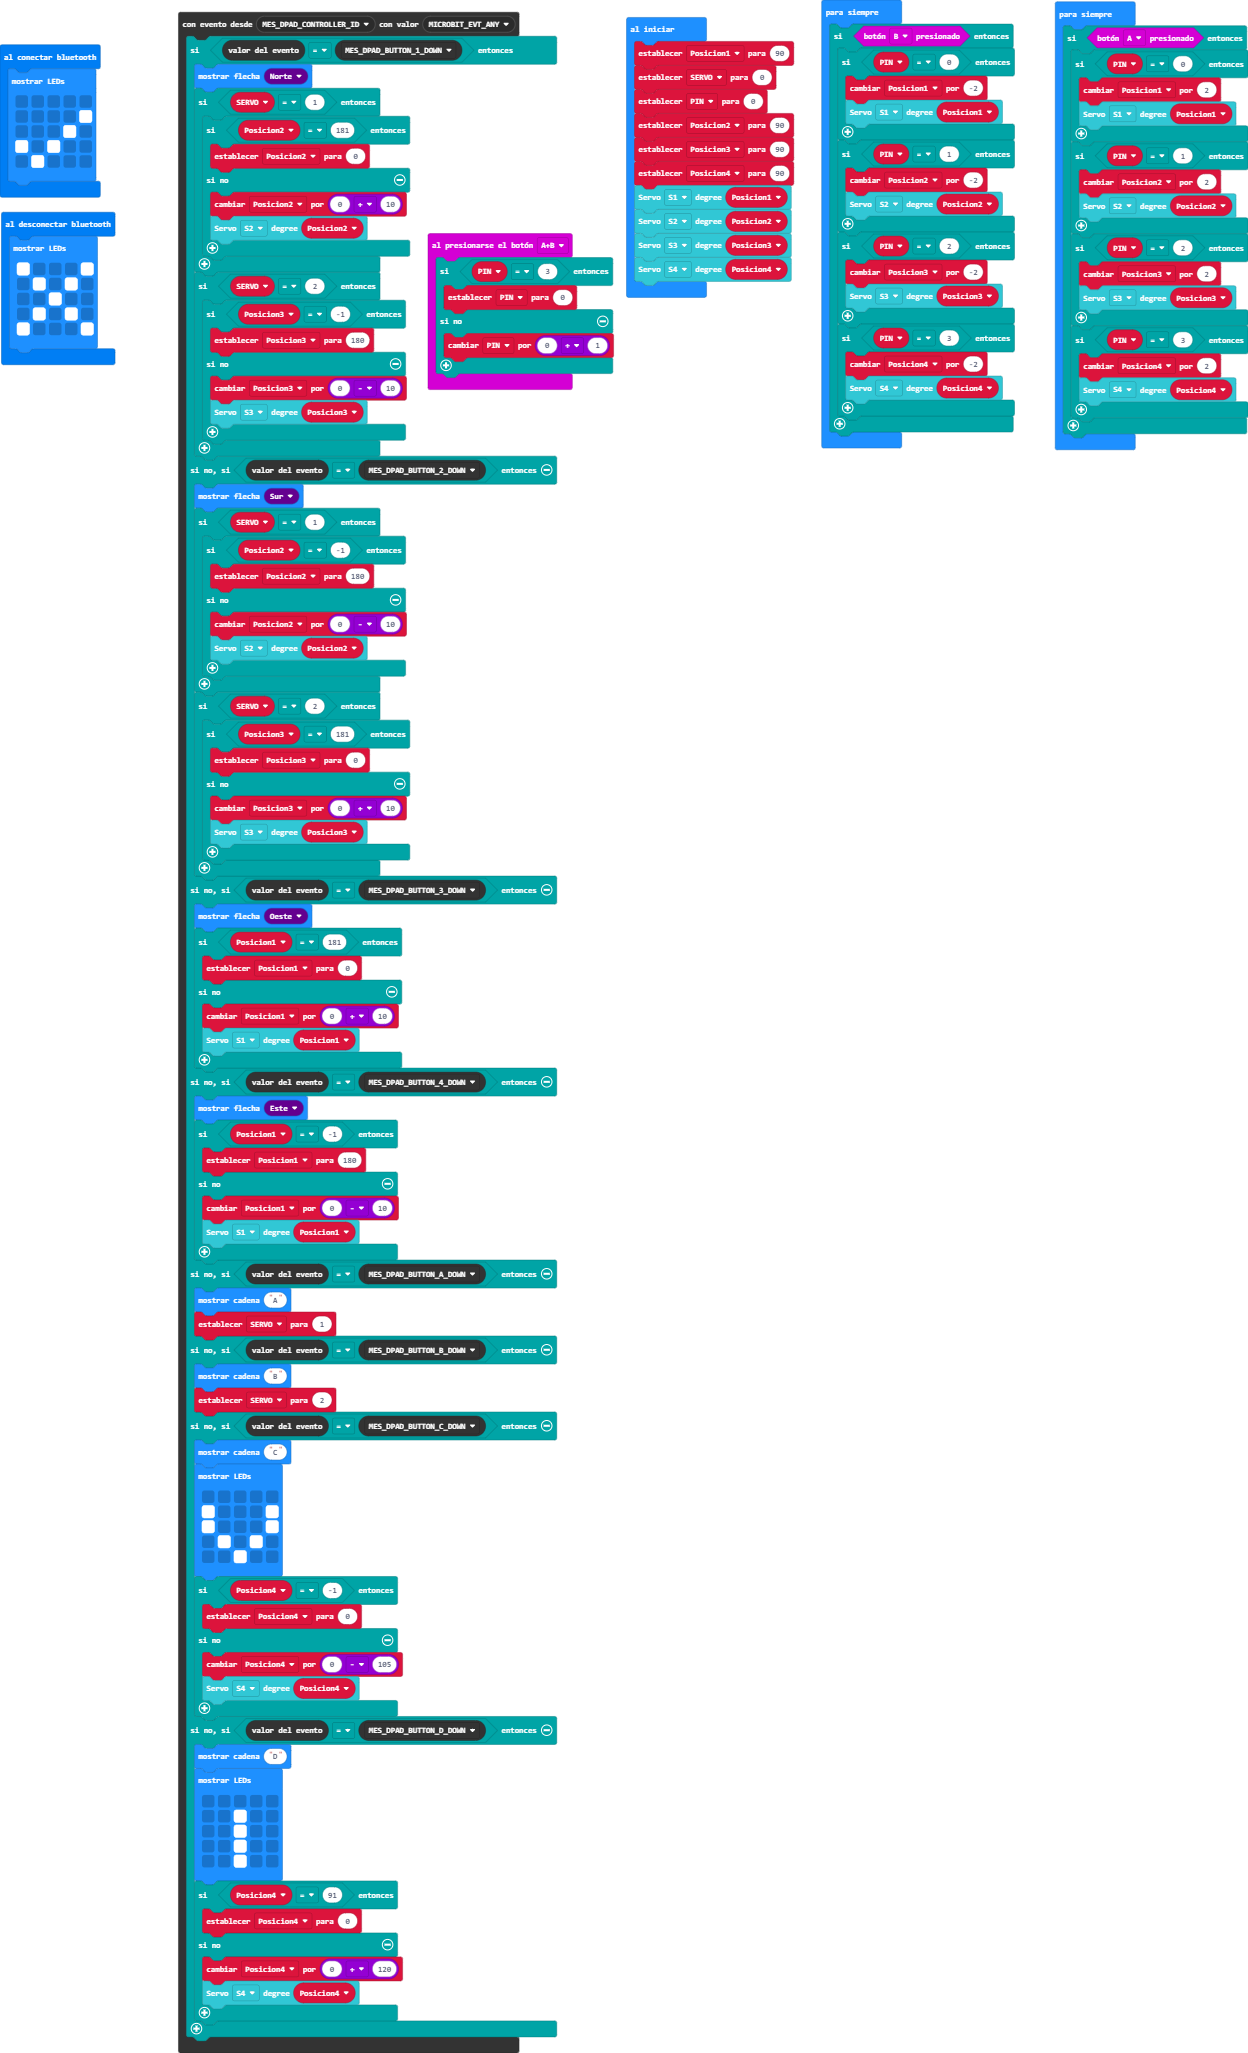 al conectar bluetooth
mostrar LEDs
al desconectar bluetooth
mostrar LEDs
con evento desde MES_DPAD_CONTROLLER_ID con valor MICROBIT_EVT_ANY
si valor del evento = MES_DPAD_BUTTON_1_DOWN entonces
mostrar flecha Norte
si SERVO = 1 entonces
si Posicion2 = 181 entonces
establecer Posicion2 para 0
si no
cambiar Posicion2 por 0 + 10
Servo S2 degree Posicion2
si SERVO = 2 entonces
si Posicion3 = -1 entonces
establecer Posicion3 para 180
si no
cambiar Posicion3 por 0 - 10
Servo S3 degree Posicion3
si no, si valor del evento = MES_DPAD_BUTTON_2_DOWN entonces
mostrar flecha Sur
si SERVO = 1 entonces
si Posicion2 = -1 entonces
establecer Posicion2 para 180
si no
cambiar Posicion2 por 0 - 10
Servo S2 degree Posicion2
si SERVO = 2 entonces
si Posicion3 = 181 entonces
establecer Posicion3 para 0
si no
cambiar Posicion3 por 0 + 10
Servo S3 degree Posicion3
si no, si valor del evento = MES_DPAD_BUTTON_3_DOWN entonces
mostrar flecha Oeste
si Posicion1 = 181 entonces
establecer Posicion1 para 0
si no
cambiar Posicion1 por 0 + 10
Servo S1 degree Posicion1
si no, si valor del evento = MES_DPAD_BUTTON_4_DOWN entonces
mostrar flecha Este
si Posicion1 = -1 entonces
establecer Posicion1 para 180
si no
cambiar Posicion1 por 0 - 10
Servo S1 degree Posicion1
si no, si valor del evento = MES_DPAD_BUTTON_A_DOWN entonces
mostrar cadena "A"
establecer SERVO para 1
si no, si valor del evento = MES_DPAD_BUTTON_B_DOWN entonces
mostrar cadena "B"
establecer SERVO para 2
si no, si valor del evento = MES_DPAD_BUTTON_C_DOWN entonces
mostrar cadena "C"
mostrar LEDs
si Posicion4 = -1 entonces
establecer Posicion4 para 0
si no
cambiar Posicion4 por 0 - 105
Servo S4 degree Posicion4
si no, si valor del evento = MES_DPAD_BUTTON_D_DOWN entonces
mostrar cadena "D"
mostrar LEDs
si Posicion4 = 91 entonces
establecer Posicion4 para 0
si no
cambiar Posicion4 por 0 + 120
Servo S4 degree Posicion4
al presionarse el botón A+B
si PIN = 3 entonces
establecer PIN para 0
si no
cambiar PIN por 0 + 1
al iniciar
establecer Posicion1 para 90
establecer SERVO para 0
establecer PIN para 0
establecer Posicion2 para 90
establecer Posicion3 para 90
establecer Posicion4 para 90
Servo S1 degree Posicion1
Servo S2 degree Posicion2
Servo S3 degree Posicion3
Servo S4 degree Posicion4
para siempre
si botón B presionado entonces
si PIN = 0 entonces
cambiar Posicion1 por -2
Servo S1 degree Posicion1
si PIN = 1 entonces
cambiar Posicion2 por -2
Servo S2 degree Posicion2
si PIN = 2 entonces
cambiar Posicion3 por -2
Servo S3 degree Posicion3
si PIN = 3 entonces
cambiar Posicion4 por -2
Servo S4 degree Posicion4
para siempre
si botón A presionado entonces
si PIN = 0 entonces
cambiar Posicion1 por 2
Servo S1 degree Posicion1
si PIN = 1 entonces
cambiar Posicion2 por 2
Servo S2 degree Posicion2
si PIN = 2 entonces
cambiar Posicion3 por 2
Servo S3 degree Posicion3
si PIN = 3 entonces
cambiar Posicion4 por 2
Servo S4 degree Posicion4